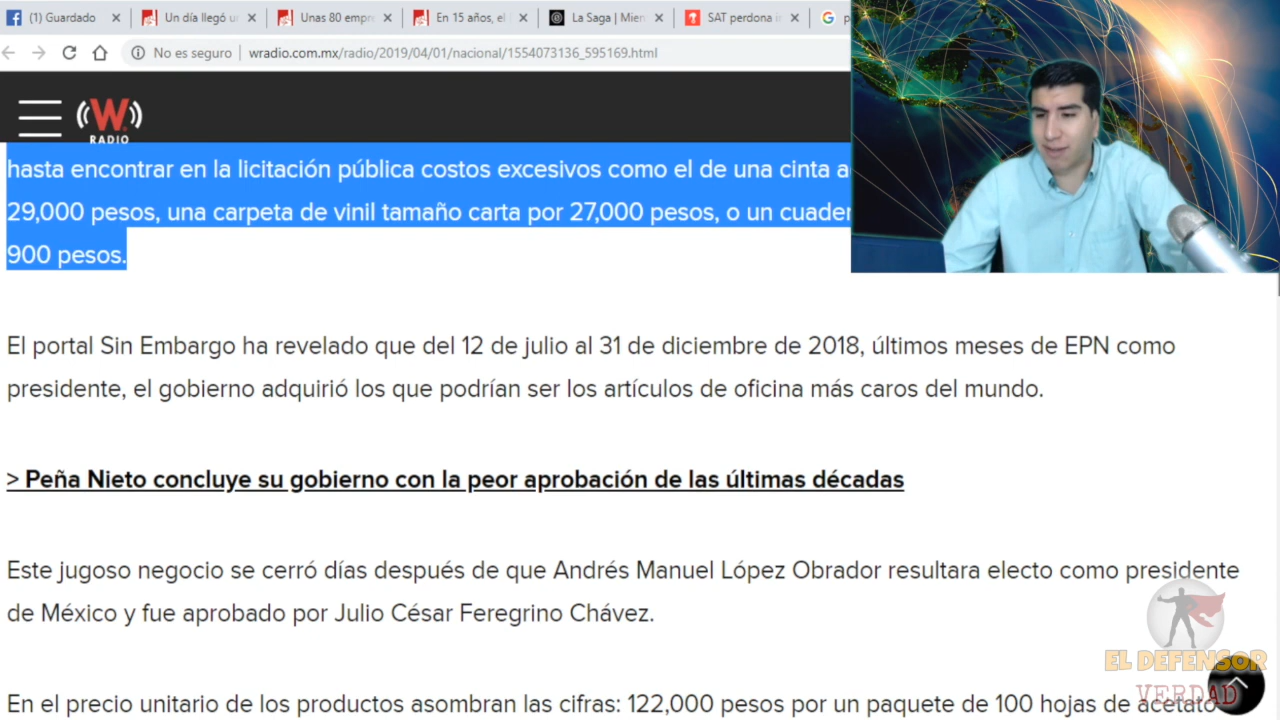 (1) Guardado
Un día llegó
Unas 80 empre
En 15 años, el
La Saga | Mier
SAT perdona
No es seguro | wradio.com.mx/radio/2019/04/01/nacional/1554073136_595169.html
W
RADIO
hasta encontrar en la licitación pública costos excesivos como el de una cinta
29,000 pesos, una carpeta de vinil tamaño carta por 27,000 pesos, o un
900 pesos.
El portal Sin Embargo ha revelado que del 12 de julio al 31 de diciembre de 2018, últimos meses de EPN como
presidente, el gobierno adquirió los que podrían ser los artículos de oficina más caros del mundo.
> Peña Nieto concluye su gobierno con la peor aprobación de las últimas décadas
Este jugoso negocio se cerró días después de que Andrés Manuel López Obrador resultara electo como presidente
de México y fue aprobado por Julio César Feregrino Chávez.
EL DEFENSOR
VERDAD
En el precio unitario de los productos asombran las cifras: 122,000 pesos por un paquete de 100 hojas de acetato